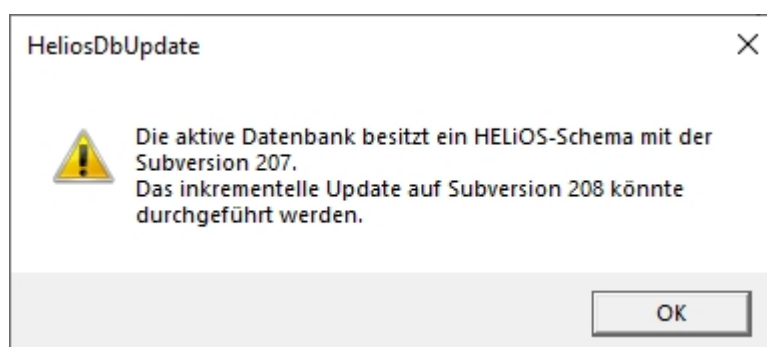 HeliosDbUpdate
Die aktive Datenbank besitzt ein HELiOS-Schema mit der
Subversion 207.
Das inkrementelle Update auf Subversion 208 könnte
durchgeführt werden.
OK